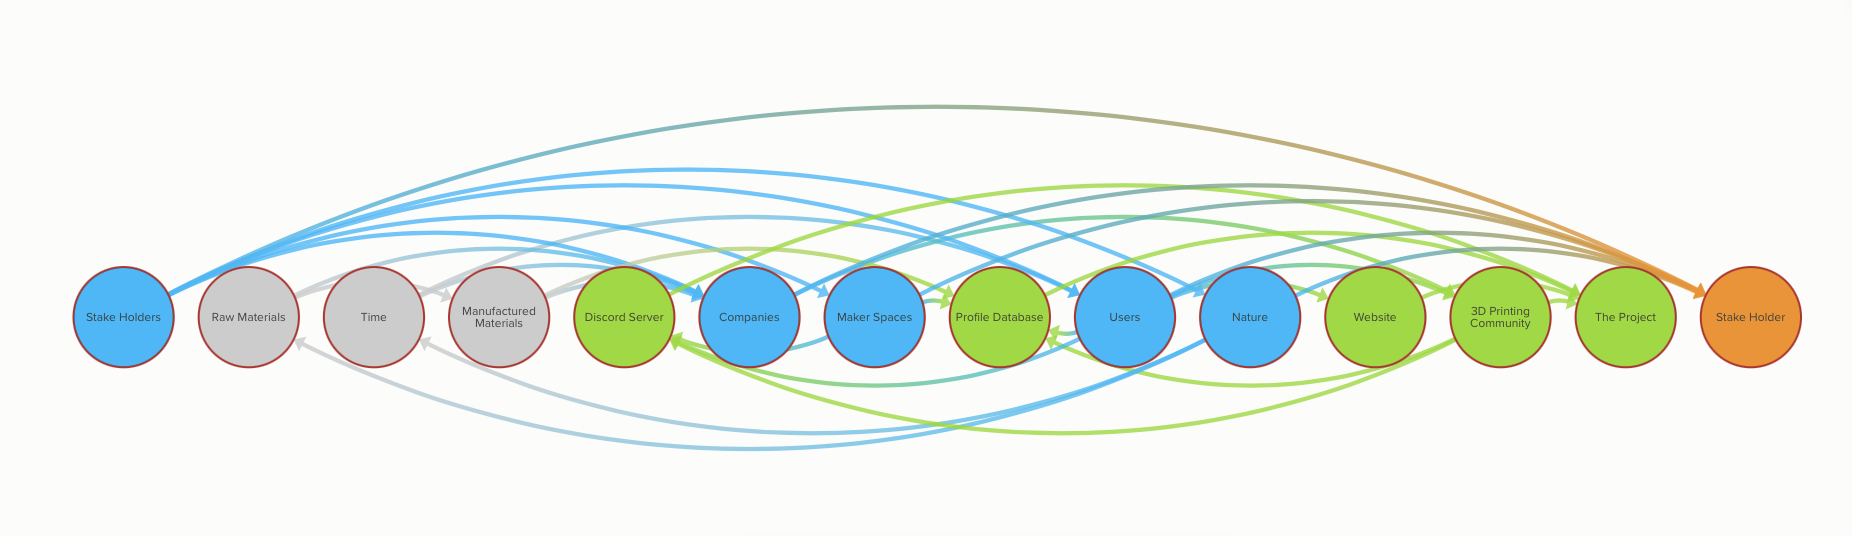 Stake Holders
Raw Materials
Time
Manufactured
Materials
Discord Server
Companies
Maker Spaces
Profile Database
Users
Nature
Website
3D Printing
Community
The Project
Stake Holder